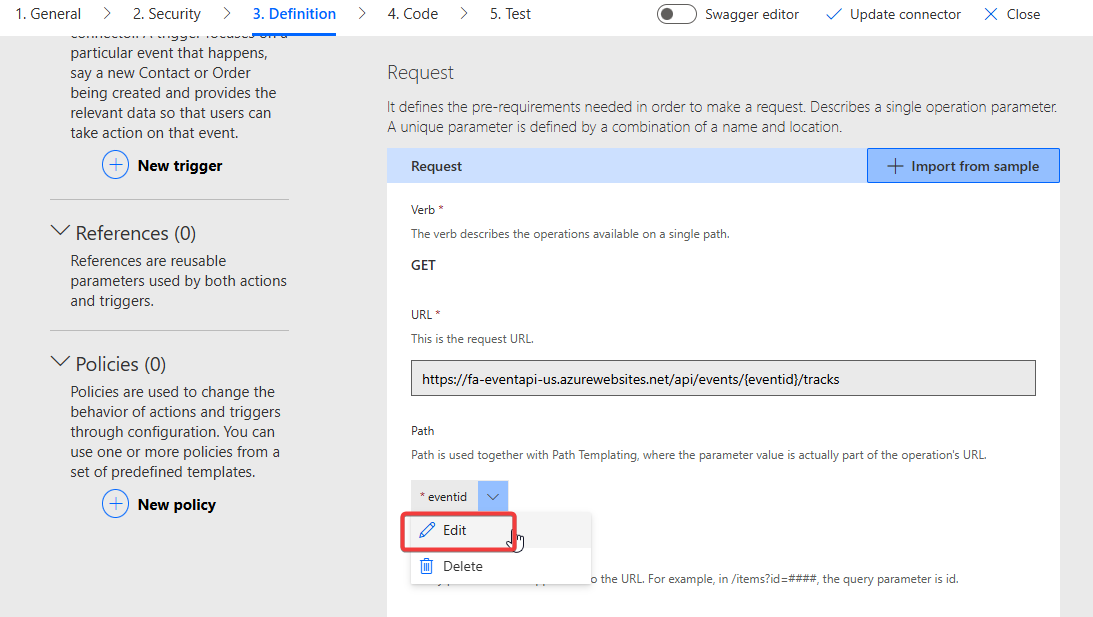 1. General
2. Security
3. Definition
4. Code
5. Test
Swagger editor
Update connector
Close
connector. A trigger focuses on a
particular event that happens,
say a new Contact or Order
being created and provides the
relevant data so that users can
take action on that event.
New trigger
References (0)
References are reusable
parameters used by both actions
and triggers.
Policies (0)
Policies are used to change the
behavior of actions and triggers
through configuration. You can
use one or more policies from a
set of predefined templates.
New policy
Request
It defines the pre-requirements needed in order to make a request. Describes a single operation parameter.
A unique parameter is defined by a combination of a name and location.
Request
Import from sample
Verb *
The verb describes the operations available on a single path.
GET
URL *
This is the request URL.
https://fa-eventapi-us.azurewebsites.net/api/events/{eventid}/tracks
Path
Path is used together with Path Templating, where the parameter value is actually part of the operation's URL.
* eventid
Edit
Delete
o the URL. For example, in /items?id=####, the query parameter is id.